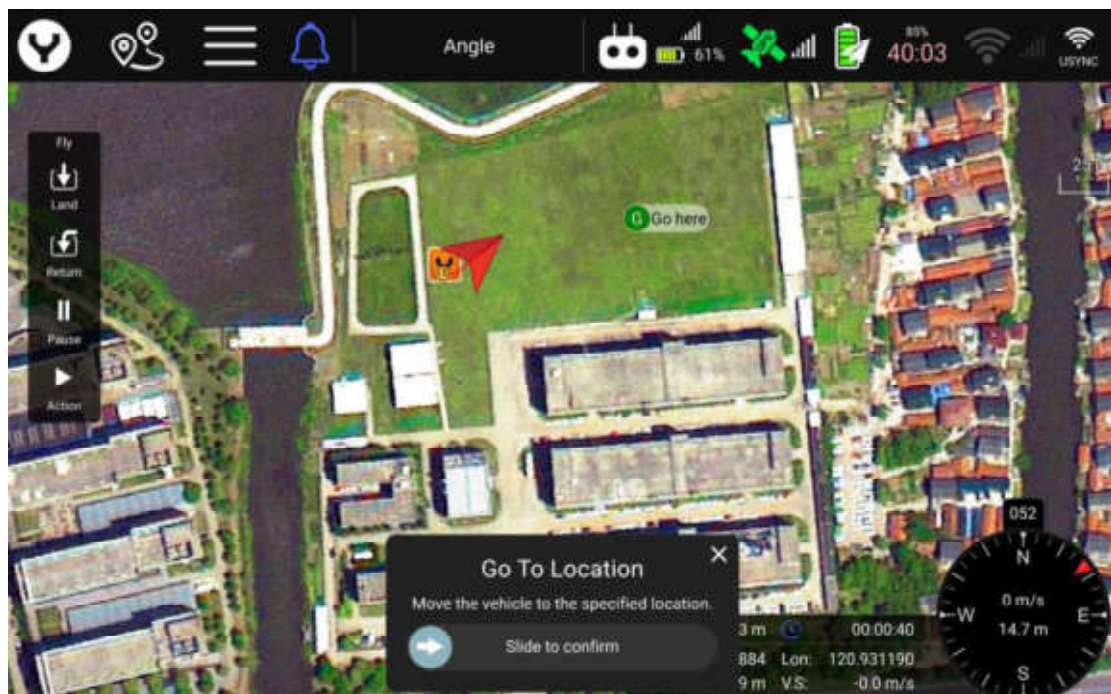 Angle
61%
85%
40:03
USYNC
Fly
Land
Return
Pause
Action
G Go here
25
Go To Location
Move the vehicle to the specified location.
Slide to confirm
052
N
W
E
S
0 m/s
14.7 m
3 m
00:00:40
884 Lon: 120.931190
9 m V.S: -0.0 m/s